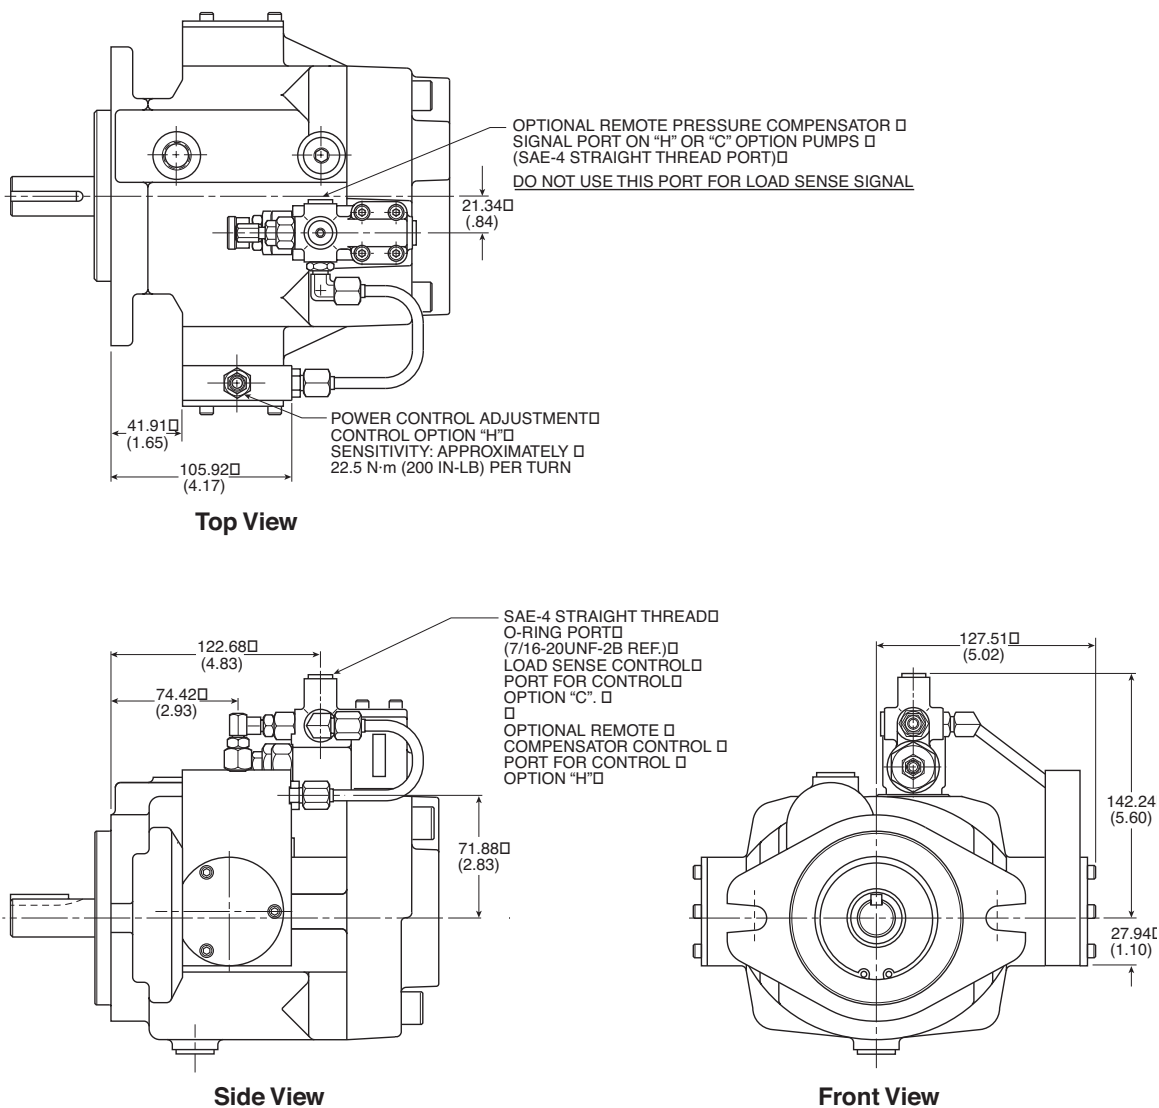 OPTIONAL REMOTE PRESSURE COMPENSATOR
SIGNAL PORT ON “H” OR “C” OPTION PUMPS
(SAE-4 STRAIGHT THREAD PORT)
DO NOT USE THIS PORT FOR LOAD SENSE SIGNAL
21.34
(.84)
POWER CONTROL ADJUSTMENT
CONTROL OPTION “H”
SENSITIVITY: APPROXIMATELY
22.5 N·m (200 IN-LB) PER TURN
41.91
(1.65)
105.92
(4.17)
Top View
SAE-4 STRAIGHT THREAD
O-RING PORT
(7/16-20UNF-2B REF.)
LOAD SENSE CONTROL
PORT FOR CONTROL
OPTION “C”.
OPTIONAL REMOTE
COMPENSATOR CONTROL
PORT FOR CONTROL
OPTION “H”
122.68
(4.83)
74.42
(2.93)
71.88
(2.83)
Side View
127.51
(5.02)
142.24
(5.60)
27.94
(1.10)
Front View